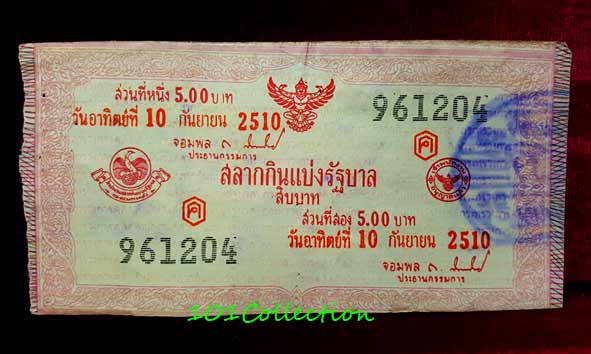 ส่วนที่หนึ่ง 5.00 บาท
961204
วันอาทิตย์ที่ 10 กันยายน 2510
จอมพล
ประธานกรรมการ
สลากกินแบ่งรัฐบาล
สิบบาท
ส่วนที่สอง 5.00 บาท
961204
วันอาทิตย์ที่ 10 กันยายน 2510
จอมพล
ประธานกรรมการ
101Collection